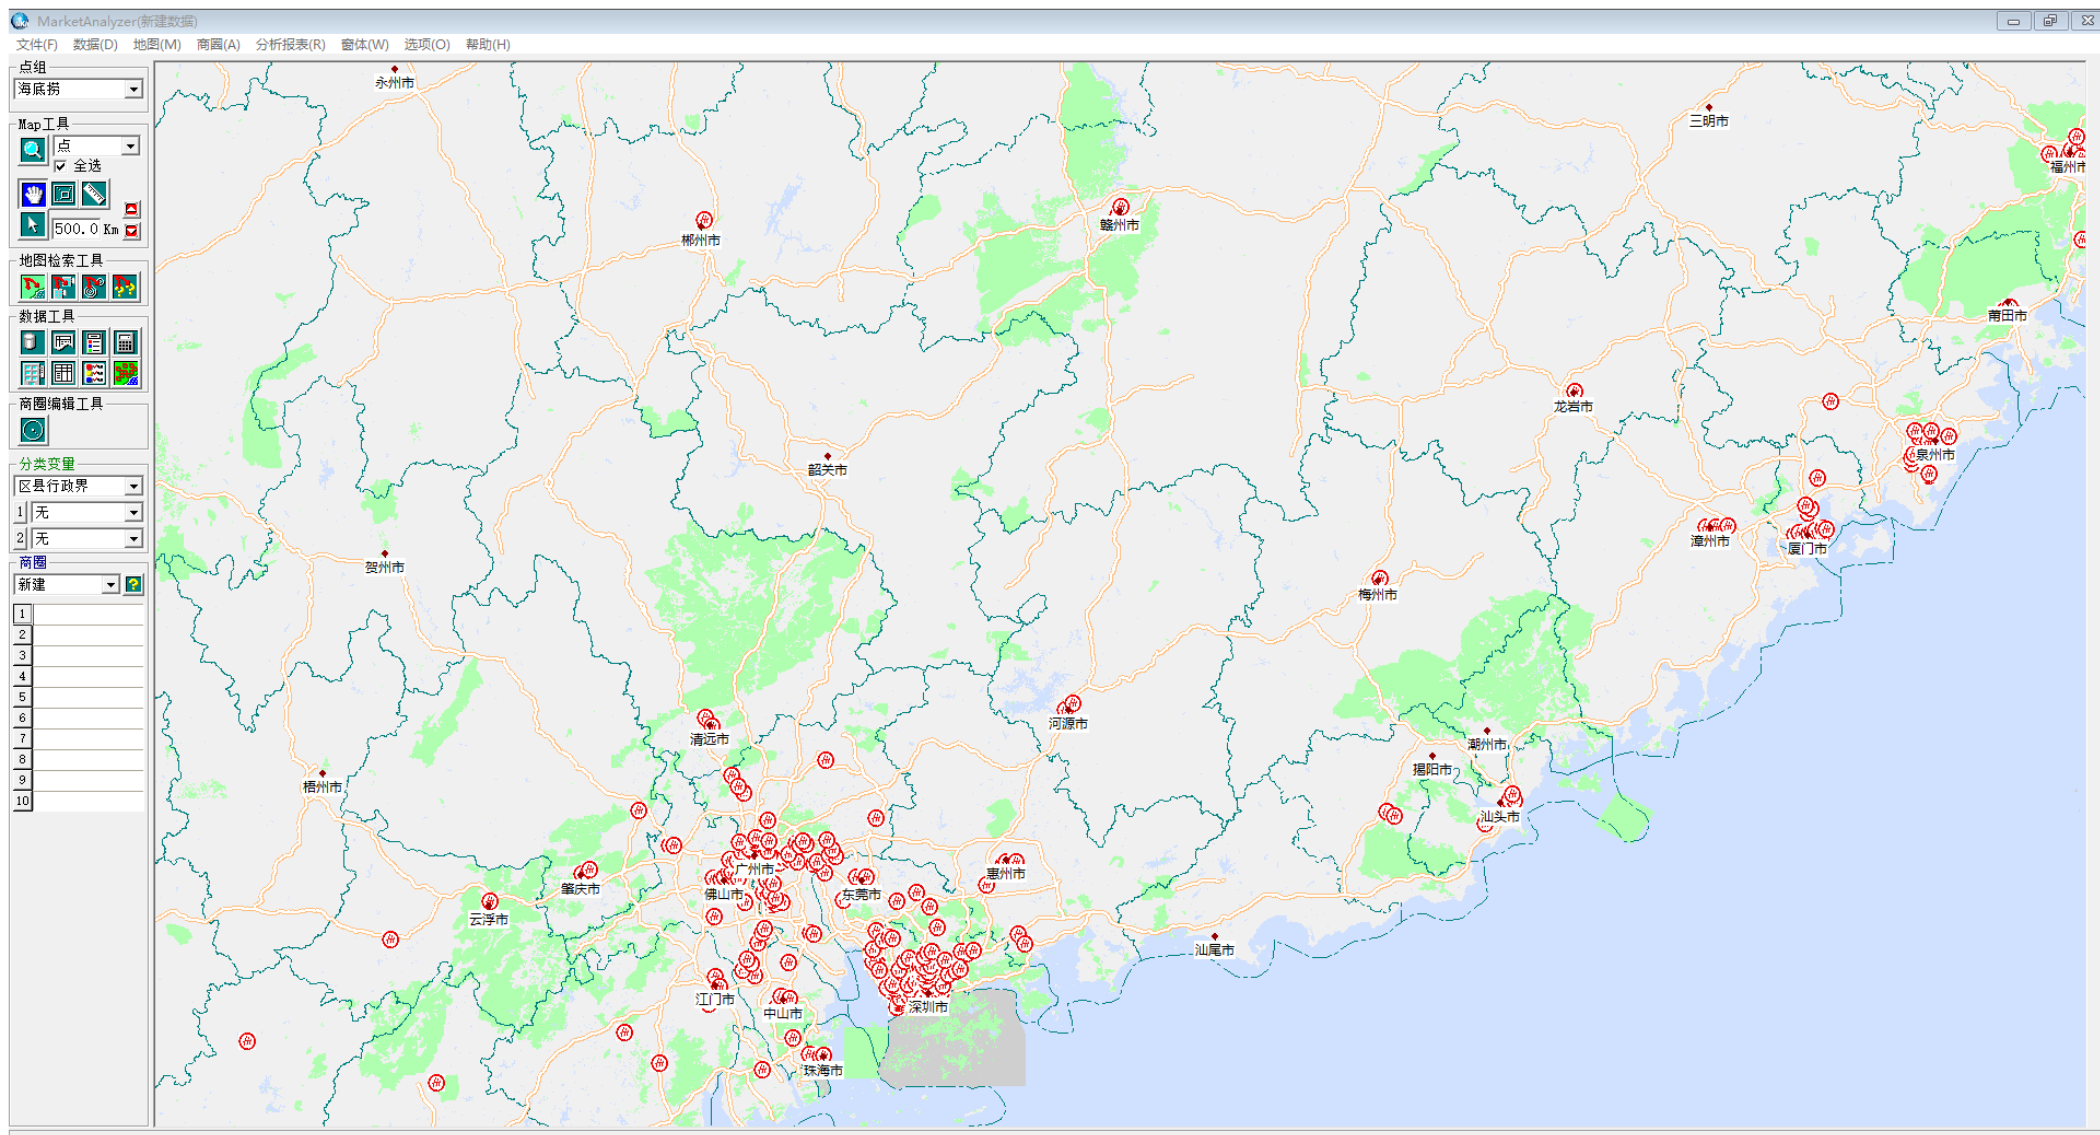 MarketAnalyzer(新建数据)
文件(F) 数据(D) 地图(M) 商圈(A) 分析报表(R) 窗体(W) 选项(O) 帮助(H)
点组
海底捞
Map工具
点
全选
500.0 Km
地图检索工具
数据工具
商圈编辑工具
分类变量
区县行政界
1 无
2 无
商圈
新建
1
2
3
4
5
6
7
8
9
10
永州市
三明市
福州市
赣州市
郴州市
莆田市
龙岩市
泉州市
韶关市
漳州市
厦门市
贺州市
梅州市
河源市
清远市
潮州市
揭阳市
梧州市
汕头市
广州市
惠州市
肇庆市
佛山市
东莞市
云浮市
汕尾市
江门市
深圳市
中山市
珠海市